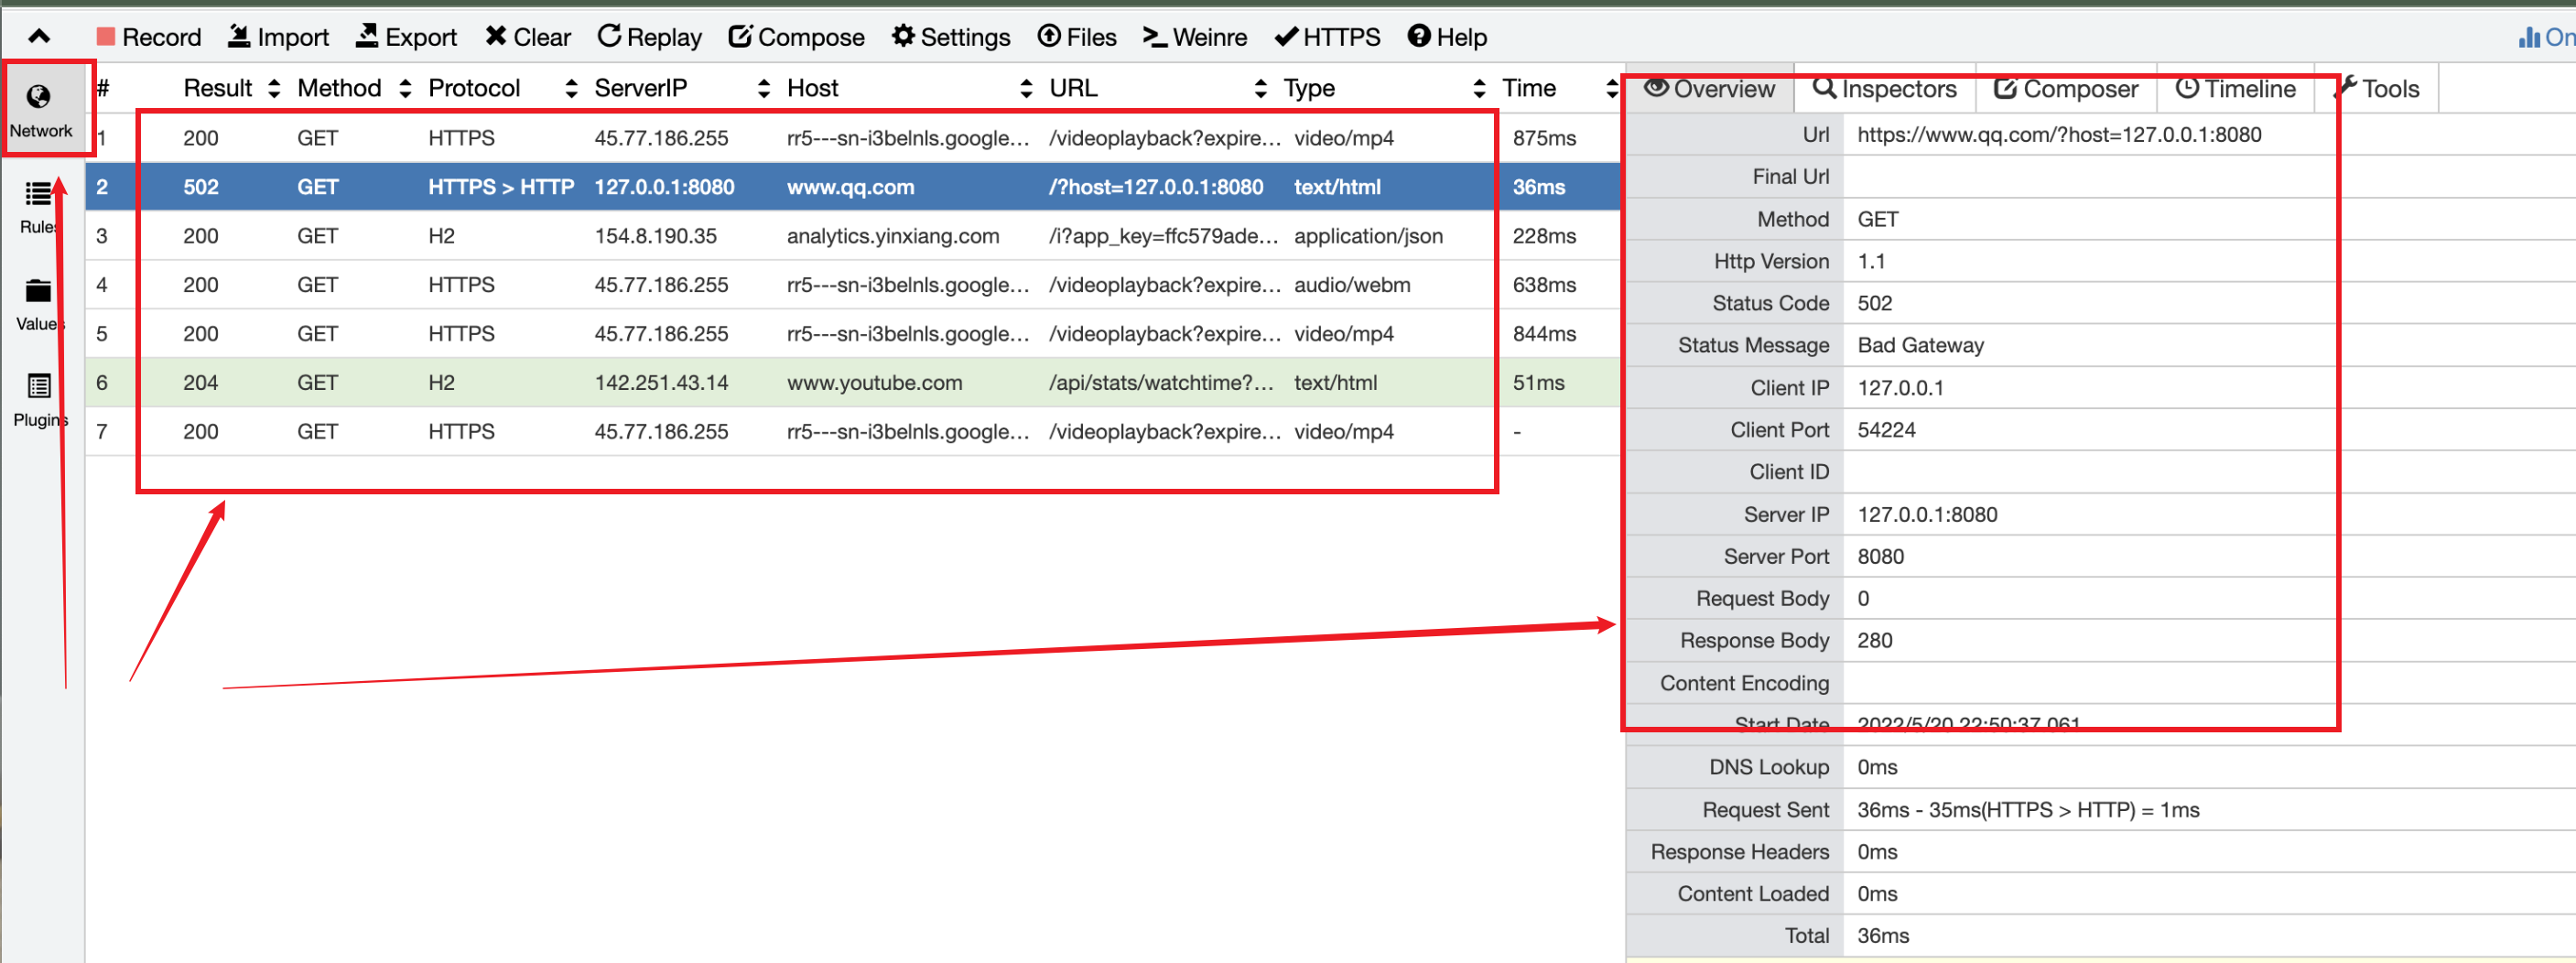 Record Import Export Clear Replay Compose Settings Files Weinre HTTPS Help On
Network
Rules
Values
Plugins
# Result Method Protocol ServerIP Host URL Type Time
1 200 GET HTTPS 45.77.186.255 rr5---sn-i3belnls.google... /videoplayback?expire... video/mp4 875ms
2 502 GET HTTPS > HTTP 127.0.0.1:8080 www.qq.com /?host=127.0.0.1:8080 text/html 36ms
3 200 GET H2 154.8.190.35 analytics.yinxiang.com /i?app_key=ffc579ade... application/json 228ms
4 200 GET HTTPS 45.77.186.255 rr5---sn-i3belnls.google... /videoplayback?expire... audio/webm 638ms
5 200 GET HTTPS 45.77.186.255 rr5---sn-i3belnls.google... /videoplayback?expire... video/mp4 844ms
6 204 GET H2 142.251.43.14 www.youtube.com /api/stats/watchtime?... text/html 51ms
7 200 GET HTTPS 45.77.186.255 rr5---sn-i3belnls.google... /videoplayback?expire... video/mp4 -
Overview Inspectors Composer Timeline Tools
Url https://www.qq.com/?host=127.0.0.1:8080
Final Url
Method GET
Http Version 1.1
Status Code 502
Status Message Bad Gateway
Client IP 127.0.0.1
Client Port 54224
Client ID
Server IP 127.0.0.1:8080
Server Port 8080
Request Body 0
Response Body 280
Content Encoding
Start Date 2022/5/20 22:50:37.061
DNS Lookup 0ms
Request Sent 36ms - 35ms(HTTPS > HTTP) = 1ms
Response Headers 0ms
Content Loaded 0ms
Total 36ms